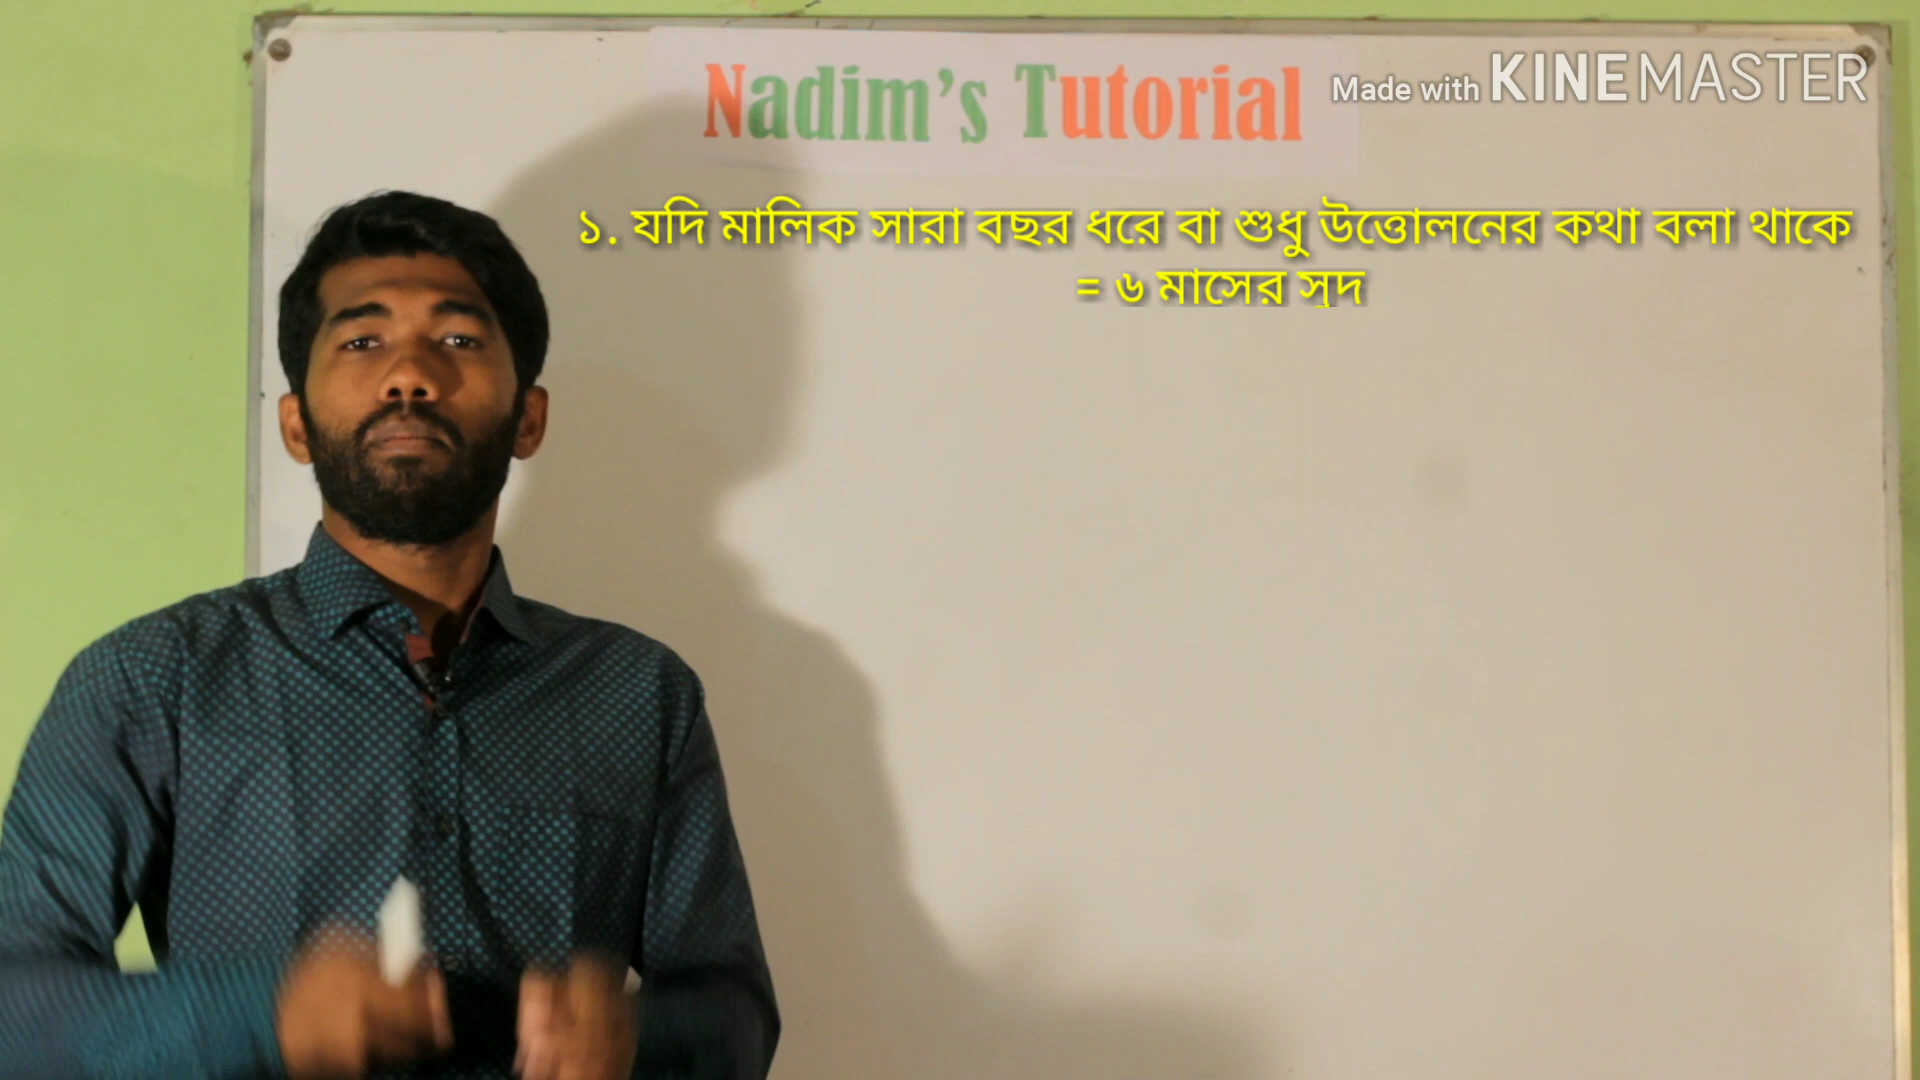 Nadim's Tutorial
Made with KINEMASTER
১. যদি মালিক সারা বছর ধরে বা শুধু উত্তোলনের কথা বলা থাকে
= ৬ মাসের সুদ